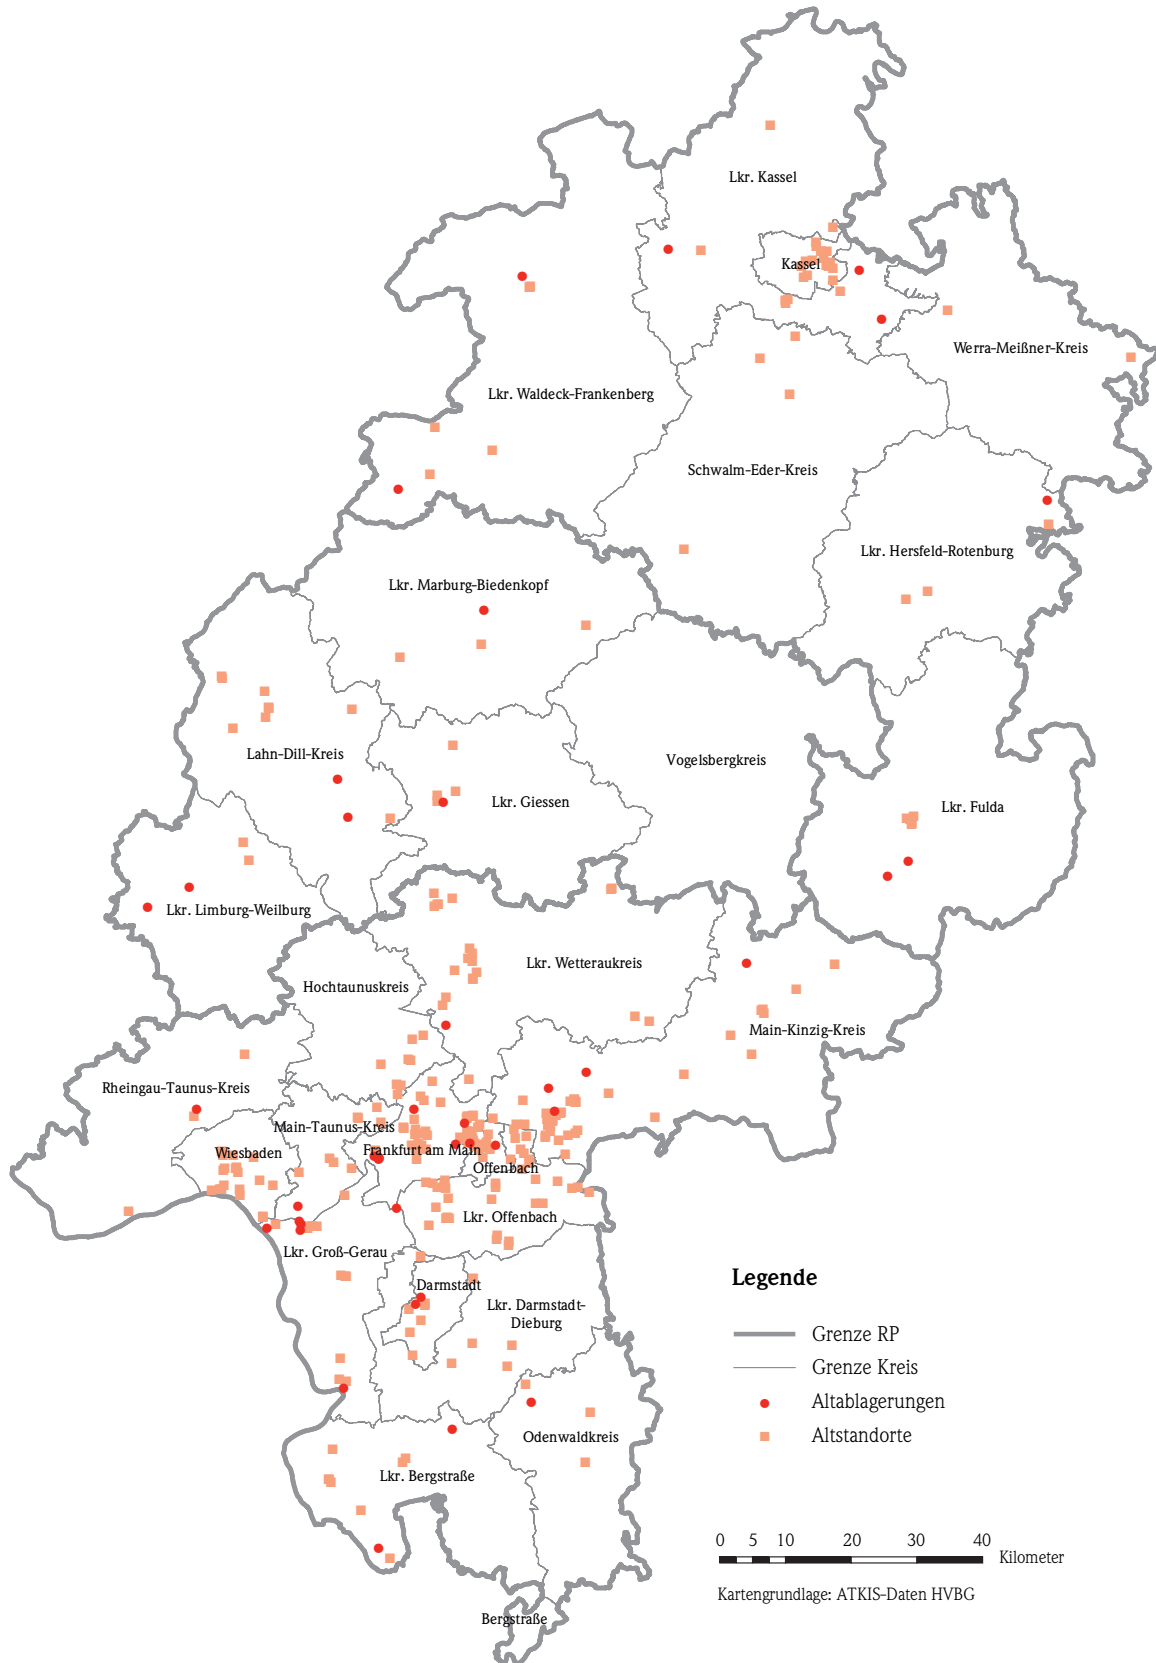 Lkr. Kassel
Kassel
Werra-Meißner-Kreis
Lkr. Waldeck-Frankenberg
Schwalm-Eder-Kreis
Lkr. Hersfeld-Rotenburg
Lkr. Marburg-Biedenkopf
Lahn-Dill-Kreis
Vogelsbergkreis
Lkr. Giessen
Lkr. Fulda
Lkr. Limburg-Weilburg
Lkr. Wetteraukreis
Hochtaunuskreis
Main-Kinzig-Kreis
Rheingau-Taunus-Kreis
Main-Taunus-Kreis
Wiesbaden
Frankfurt am Main
Offenbach
Lkr. Offenbach
Lkr. Groß-Gerau
Darmstadt
Lkr. Darmstadt-
Dieburg
Odenwaldkreis
Lkr. Bergstraße
Bergstraße
Legende
Grenze RP
Grenze Kreis
Altablagerungen
Altstandorte
0 5 10 20 30 40
Kilometer
Kartengrundlage: ATKIS-Daten HVBG